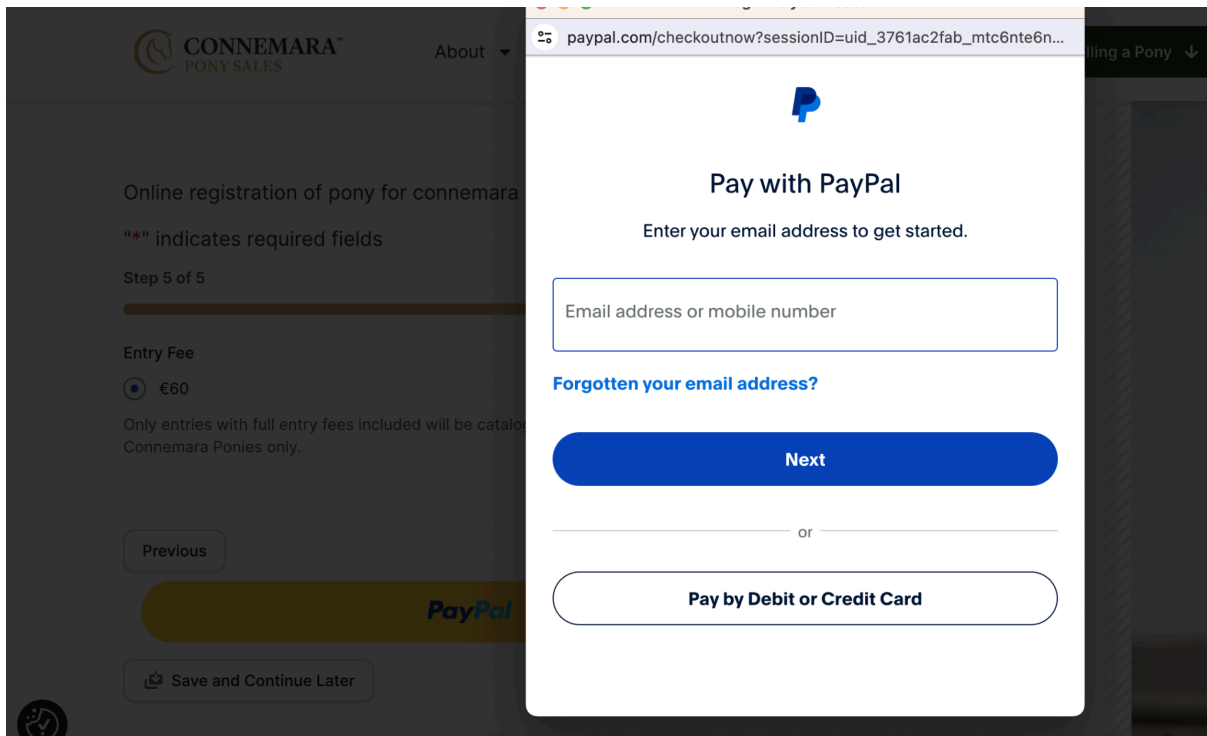 CONNEMARA™
PONY SALES
About
lling a Pony
Online registration of pony for connemara
"*" indicates required fields
Step 5 of 5
Entry Fee
€60
Only entries with full entry fees included will be
Connemara Ponies only.
Previous
PayPal
Save and Continue Later
paypal.com/checkoutnow?sessionID=uid_3761ac2fab_mtc6nte6n...
Pay with PayPal
Enter your email address to get started.
Email address or mobile number
Forgotten your email address?
Next
or
Pay by Debit or Credit Card